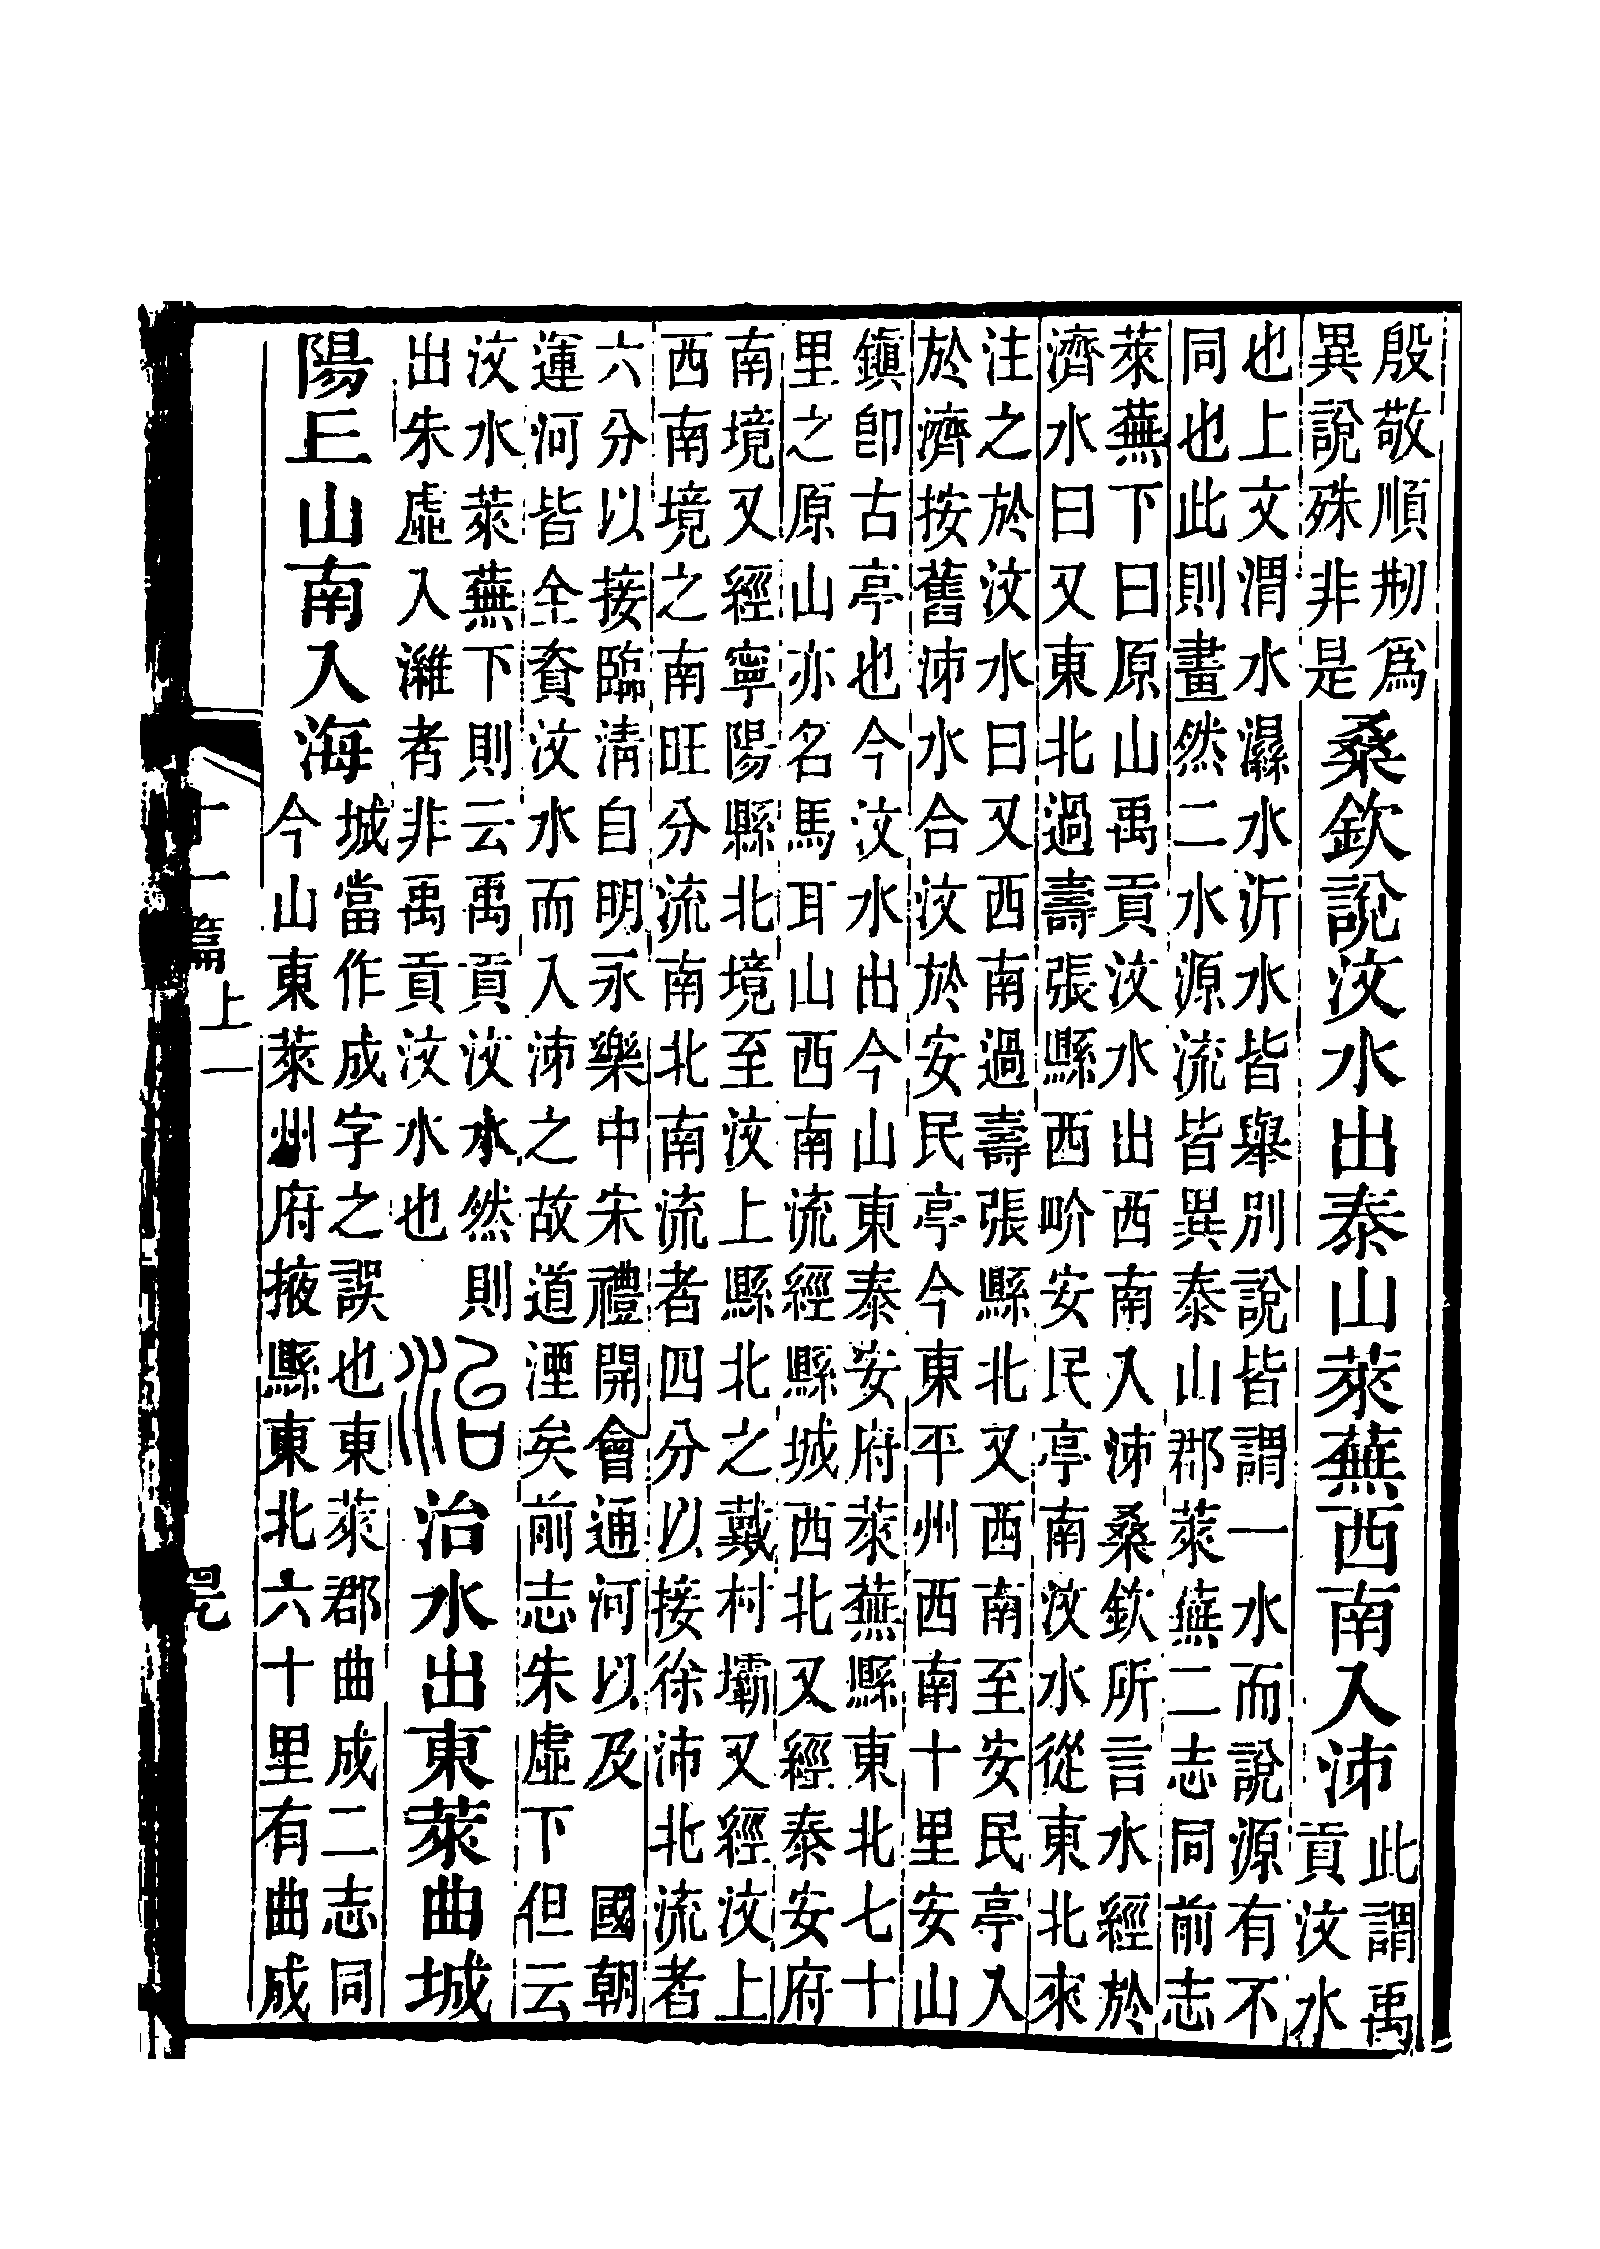 殷敬順剙爲
異說殊非是
桑欽說汶水出泰山萊蕪西南入泲
此謂禹
貢汶水
也上文渭水㶟水沂水皆舉別說皆謂一水而說源有不
同也此則畫然二水源流皆異泰山郡萊蕪二志同前志
萊蕪下曰原山禹貢汶水出西南入泲桑欽所言水經於
濟水曰又東北過壽張縣西畍安民亭南汶水從東北來
注之於汶水曰又西南過壽張縣北又西南至安民亭入
於濟按舊泲水合汶於安民亭今東平州西南十里安山
鎭卽古亭也今汶水出今山東泰安府萊蕪縣東北七十
里之原山亦名馬耳山西南流經縣城西北又經泰安府
南境又經寧陽縣北境至汶上縣北之戴村壩又經汶上
西南境之南旺分流南北南流者四分以接徐沛北流者
六分以接臨淸自明永樂中宋禮開會通河以及　國朝
運河皆全資汶水而入泲之故道湮矣前志朱虛下但云
汶水萊蕪下則云禹貢汶水然則
出朱虛入濰者非禹貢汶水也
治
治水出東萊曲城
陽丘山南入海
城當作成字之誤也東萊郡曲成二志同
今山東萊州府掖縣東北六十里有曲成
十一篇上一